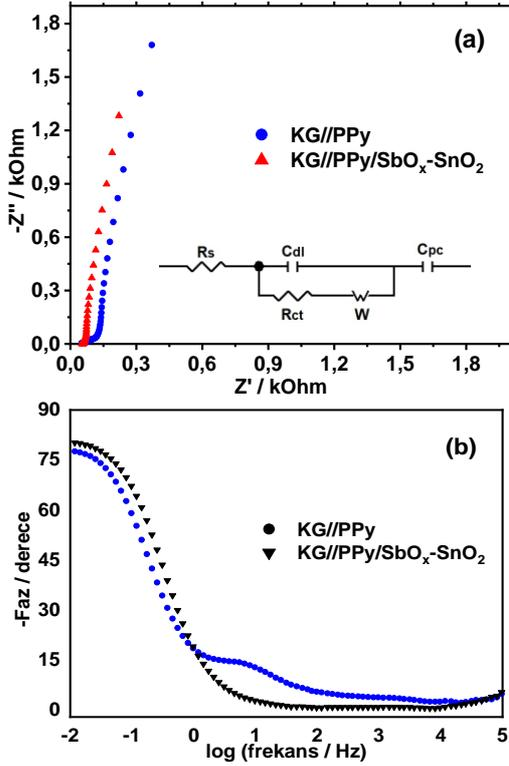 (a)
1,8
1,5
1,2
0,9
0,6
0,3
0,0
-Z'' / kOhm
KG//PPy
KG//PPy/SbOx-SnO2
Rs
Cdl
Cpc
Rct
W
0,0 0,3 0,6 0,9 1,2 1,5 1,8
Z' / kOhm
(b)
90
75
60
45
30
15
0
-Faz / derece
KG//PPy
KG//PPy/SbOx-SnO2
-2 -1 0 1 2 3 4 5
log (frekans / Hz)